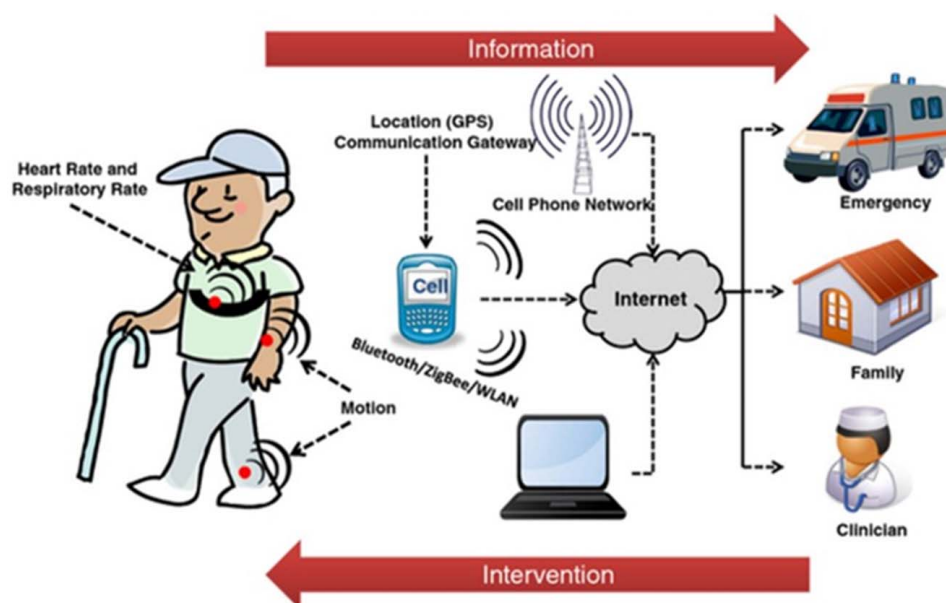 Information
Location (GPS)
Communication Gateway
Heart Rate and
Respiratory Rate
Cell Phone Network
Emergency
Cell
Internet
Bluetooth/ZigBee/WLAN
Family
Motion
Clinician
Intervention